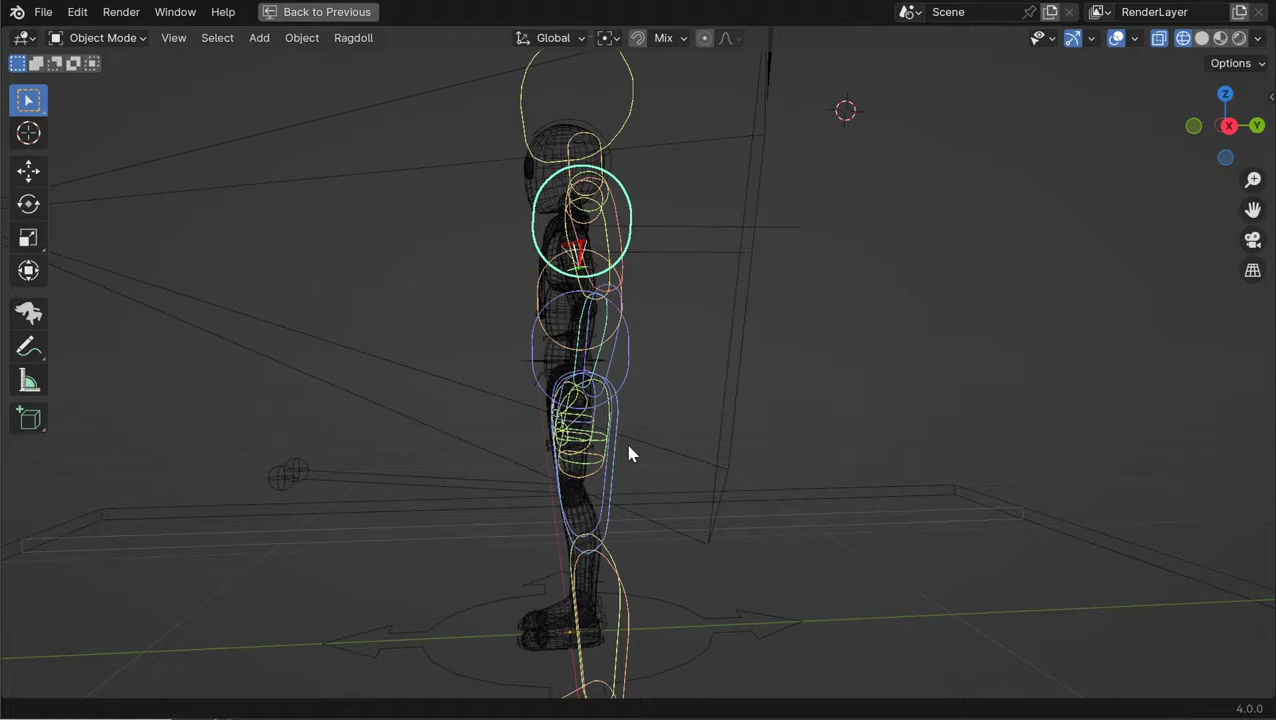 File Edit Render Window Help Back to Previous Scene RenderLayer
Object Mode View Select Add Object Ragdoll Global Mix
Options
Z
X Y
4.0.0